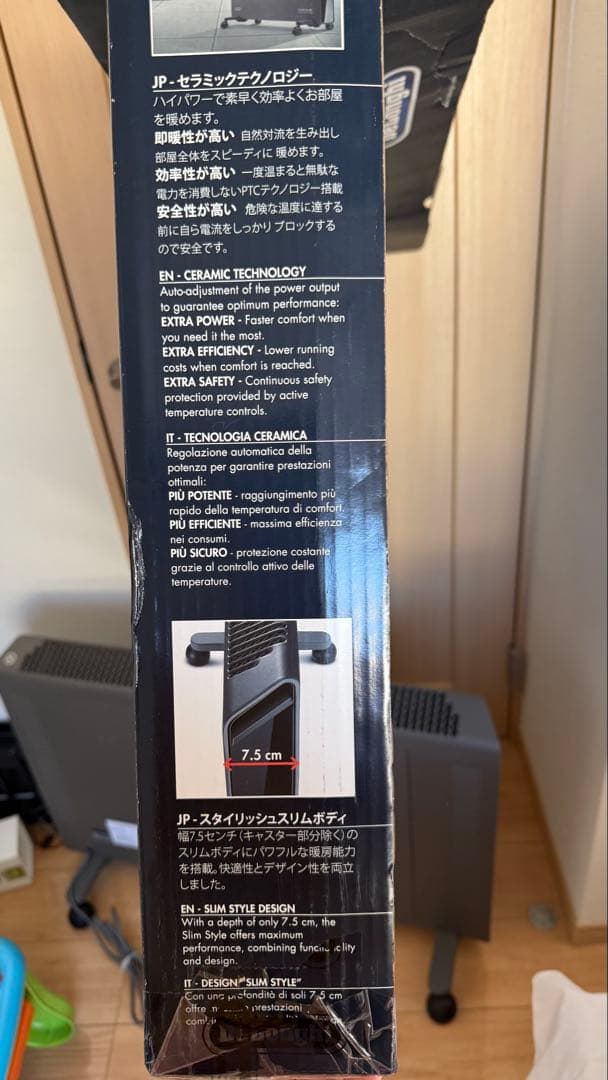 JP - セラミックテクノロジー
ハイパワーで素早く効率よくお部屋
を暖めます。
即暖性が高い 自然対流を生み出し
部屋全体をスピーディに 暖めます。
効率性が高い 一度温まると無駄な
電力を消費しないPTCテクノロジー搭載
安全性が高い 危険な温度に達する
前に自ら電流をしっかり ブロックする
ので安全です。
EN - CERAMIC TECHNOLOGY
Auto-adjustment of the power output
to guarantee optimum performance:
EXTRA POWER - Faster comfort when
you need it the most.
EXTRA EFFICIENCY - Lower running
costs when comfort is reached.
EXTRA SAFETY - Continuous safety
protection provided by active
temperature controls.
IT - TECNOLOGIA CERAMICA
Regolazione automatica della
potenza per garantire prestazioni
ottimali:
PIÙ POTENTE - raggiungimento più
rapido della temperatura di comfort.
PIÙ EFFICIENTE - massima efficienza
nei consumi.
PIÙ SICURO - protezione costante
grazie al controllo attivo delle
temperature.
7.5 cm
JP - スタイリッシュスリムボディ
幅7.5センチ（キャスター部分除く）の
スリムボディにパワフルな暖房能力
を搭載。快適性とデザイン性を両立
しました。
EN - SLIM STYLE DESIGN
With a depth of only 7.5 cm, the
Slim Style offers maximum
performance, combining
and design.
IT - DESIGN "SLIM STYLE"
Con una profondità di soli 7.5 cm
offre prestazioni
DeLonghi